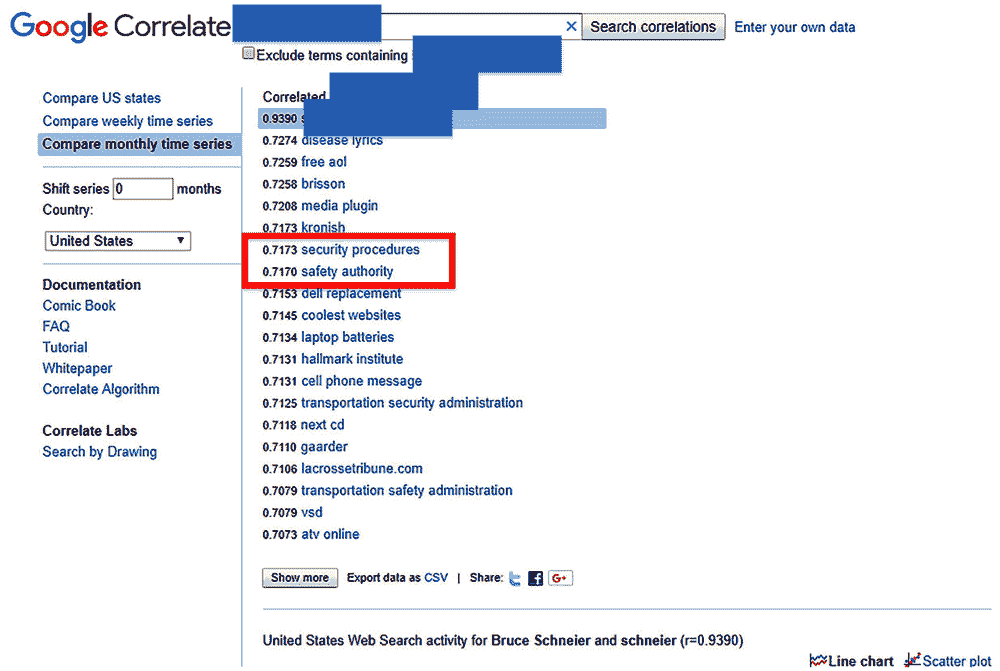 Google Correlate
Search correlations Enter your own data
Exclude terms containing
Compare US states
Compare weekly time series
Compare monthly time series
Shift series 0 months
Country:
United States
Documentation
Comic Book
FAQ
Tutorial
Whitepaper
Correlate Algorithm
Correlate Labs
Search by Drawing
Correlated
0.9390 s
0.7274 disease lyrics
0.7259 free aol
0.7258 brisson
0.7208 media plugin
0.7173 kronish
0.7173 security procedures
0.7170 safety authority
0.7153 dell replacement
0.7145 coolest websites
0.7134 laptop batteries
0.7131 hallmark institute
0.7131 cell phone message
0.7125 transportation security administration
0.7118 next cd
0.7110 gaarder
0.7106 lacrossetribune.com
0.7079 transportation safety administration
0.7079 vsd
0.7073 atv online
Show more Export data as CSV | Share: G+
United States Web Search activity for Bruce Schneier and schneier (r=0.9390)
Line chart Scatter plot